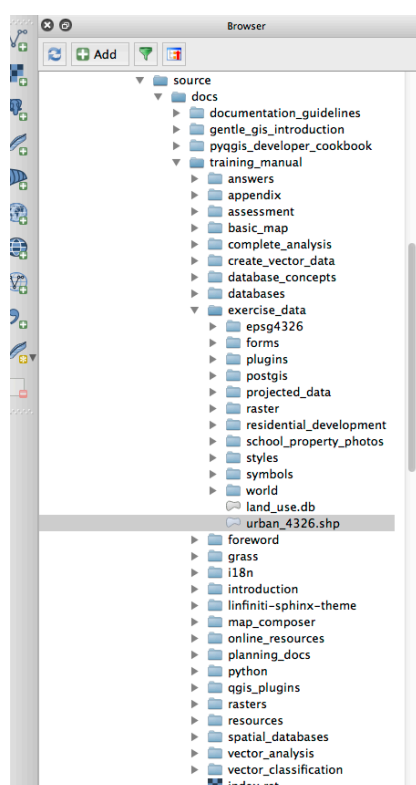 Browser
Add
source
docs
documentation_guidelines
gentle_gis_introduction
pyqgis_developer_cookbook
training_manual
answers
appendix
assessment
basic_map
complete_analysis
create_vector_data
database_concepts
databases
exercise_data
epsg4326
forms
plugins
postgis
projected_data
raster
residential_development
school_property_photos
styles
symbols
world
land_use.db
urban_4326.shp
foreword
grass
i18n
introduction
linfiniti-sphinx-theme
map_composer
online_resources
planning_docs
python
qgis_plugins
rasters
resources
spatial_databases
vector_analysis
vector_classification
index.rst